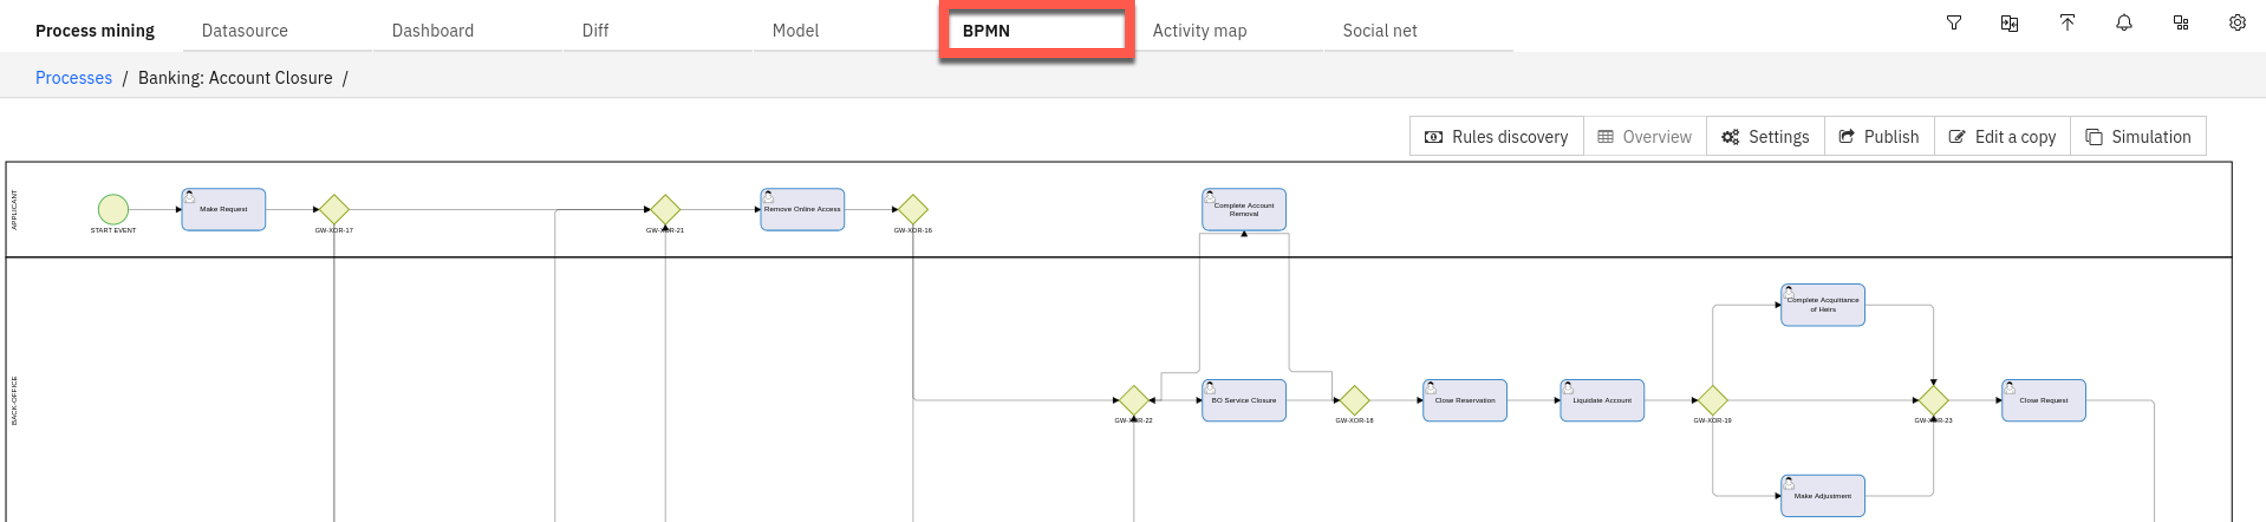 Process mining Datasource Dashboard Diff Model BPMN Activity map Social net
Processes / Banking: Account Closure /
Rules discovery Overview Settings Publish Edit a copy Simulation
APPLICANT
START EVENT
Make Request
GW-XOR-17
GW-XOR-21
Remove Online Access
GW-XOR-16
Complete Account
Removal
BACK-OFFICE
GW-XOR-22
BO Service Closure
GW-XOR-18
Close Reservation
Liquidate Account
GW-XOR-19
Complete Acquittance
of Heirs
Make Adjustment
GW-XOR-23
Close Request